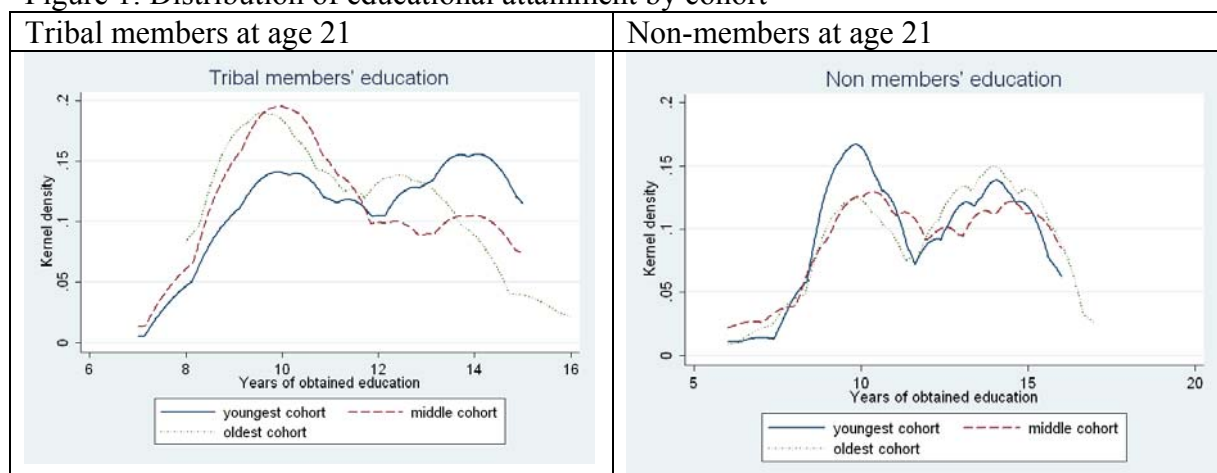 Figure 1: Distribution of educational attainment by cohort
Tribal members at age 21
Non-members at age 21
Tribal members' education
Kernel density
.2
.15
.1
.05
0
6 8 10 12 14 16
Years of obtained education
youngest cohort middle cohort
oldest cohort
Non members' education
Kernel density
.2
.15
.1
.05
0
5 10 15 20
Years of obtained education
youngest cohort middle cohort
oldest cohort